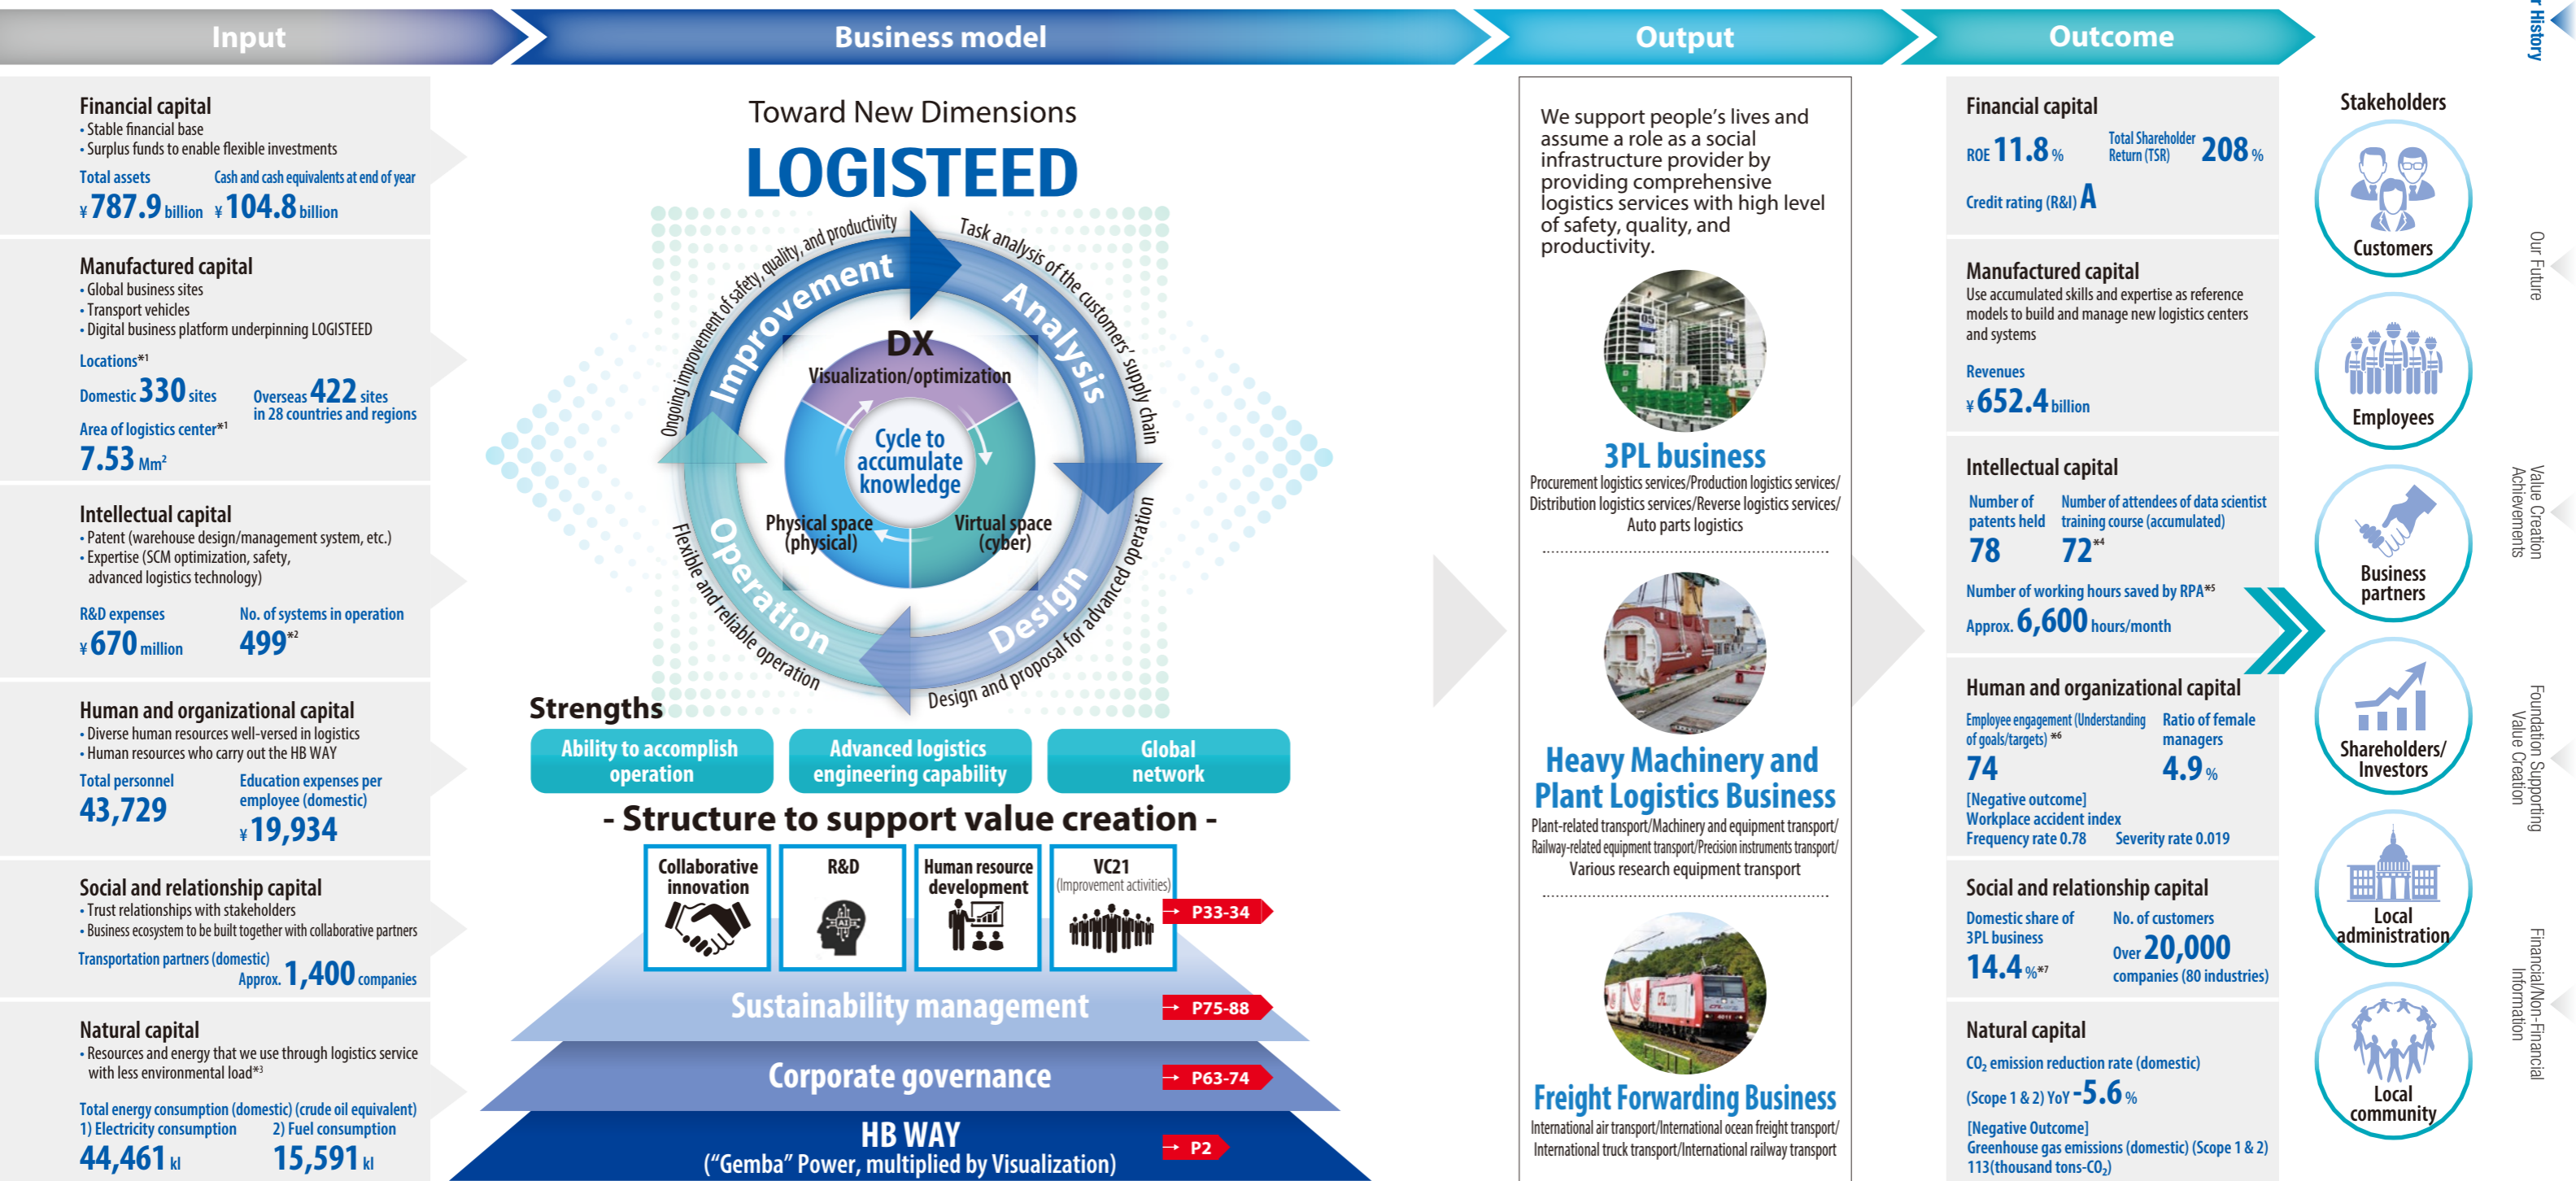 Input
Business model
Output
Outcome
Financial capital
• Stable financial base
• Surplus funds to enable flexible investments
Total assets
¥ 787.9 billion
Cash and cash equivalents at end of year
¥ 104.8 billion
Manufactured capital
• Global business sites
• Transport vehicles
• Digital business platform underpinning LOGISTEED
Locations*1
Domestic 330 sites
Overseas 422 sites
in 28 countries and regions
Area of logistics center*1
7.53 Mm²
Intellectual capital
• Patent (warehouse design/management system, etc.)
• Expertise (SCM optimization, safety,
advanced logistics technology)
R&D expenses
¥ 670 million
No. of systems in operation
499*2
Human and organizational capital
• Diverse human resources well-versed in logistics
• Human resources who carry out the HB WAY
Total personnel
43,729
Education expenses per
employee (domestic)
¥ 19,934
Social and relationship capital
• Trust relationships with stakeholders
• Business ecosystem to be built together with collaborative partners
Transportation partners (domestic)
Approx. 1,400 companies
Natural capital
• Resources and energy that we use through logistics service
with less environmental load*3
Total energy consumption (domestic) (crude oil equivalent)
1) Electricity consumption
44,461 kl
2) Fuel consumption
15,591 kl
Toward New Dimensions
LOGISTEED
Ongoing improvement of safety, quality, and productivity
Task analysis of the customers' supply chain
Design and proposal for advanced operation
Flexible and reliable operation
Improvement
Analysis
Design
Operation
DX
Visualization/optimization
Cycle to
accumulate
knowledge
Physical space
(physical)
Virtual space
(cyber)
Strengths
Ability to accomplish
operation
Advanced logistics
engineering capability
Global
network
- Structure to support value creation -
Collaborative
innovation
R&D
AI
Human resource
development
VC21
(Improvement activities)
→ P33-34
Sustainability management
→ P75-88
Corporate governance
→ P63-74
HB WAY
(“Gemba” Power, multiplied by Visualization)
→ P2
We support people’s lives and
assume a role as a social
infrastructure provider by
providing comprehensive
logistics services with high level
of safety, quality, and
productivity.
05
3PL business
Procurement logistics services/Production logistics services/
Distribution logistics services/Reverse logistics services/
Auto parts logistics
Heavy Machinery and
Plant Logistics Business
Plant-related transport/Machinery and equipment transport/
Railway-related equipment transport/Precision instruments transport/
Various research equipment transport
Freight Forwarding Business
International air transport/International ocean freight transport/
International truck transport/International railway transport
Financial capital
ROE 11.8 %
Total Shareholder
Return (TSR) 208 %
Credit rating (R&I) A
Manufactured capital
Use accumulated skills and expertise as reference
models to build and manage new logistics centers
and systems
Revenues
¥ 652.4 billion
Intellectual capital
Number of
patents held
78
Number of attendees of data scientist
training course (accumulated)
72*4
Number of working hours saved by RPA*5
Approx. 6,600 hours/month
Human and organizational capital
Employee engagement (Understanding
of goals/targets) *6
74
Ratio of female
managers
4.9 %
[Negative outcome]
Workplace accident index
Frequency rate 0.78 Severity rate 0.019
Social and relationship capital
Domestic share of
3PL business
14.4 %*7
No. of customers
Over 20,000
companies (80 industries)
Natural capital
CO₂ emission reduction rate (domestic)
(Scope 1 & 2) YoY -5.6 %
[Negative Outcome]
Greenhouse gas emissions (domestic) (Scope 1 & 2)
113(thousand tons-CO₂)
Stakeholders
Customers
Employees
Business
partners
Shareholders/
Investors
Local
administration
Local
community
r History
Our Future
Value Creation
Achievements
Foundation Supporting
Value Creation
Financial/Non-Financial
Information